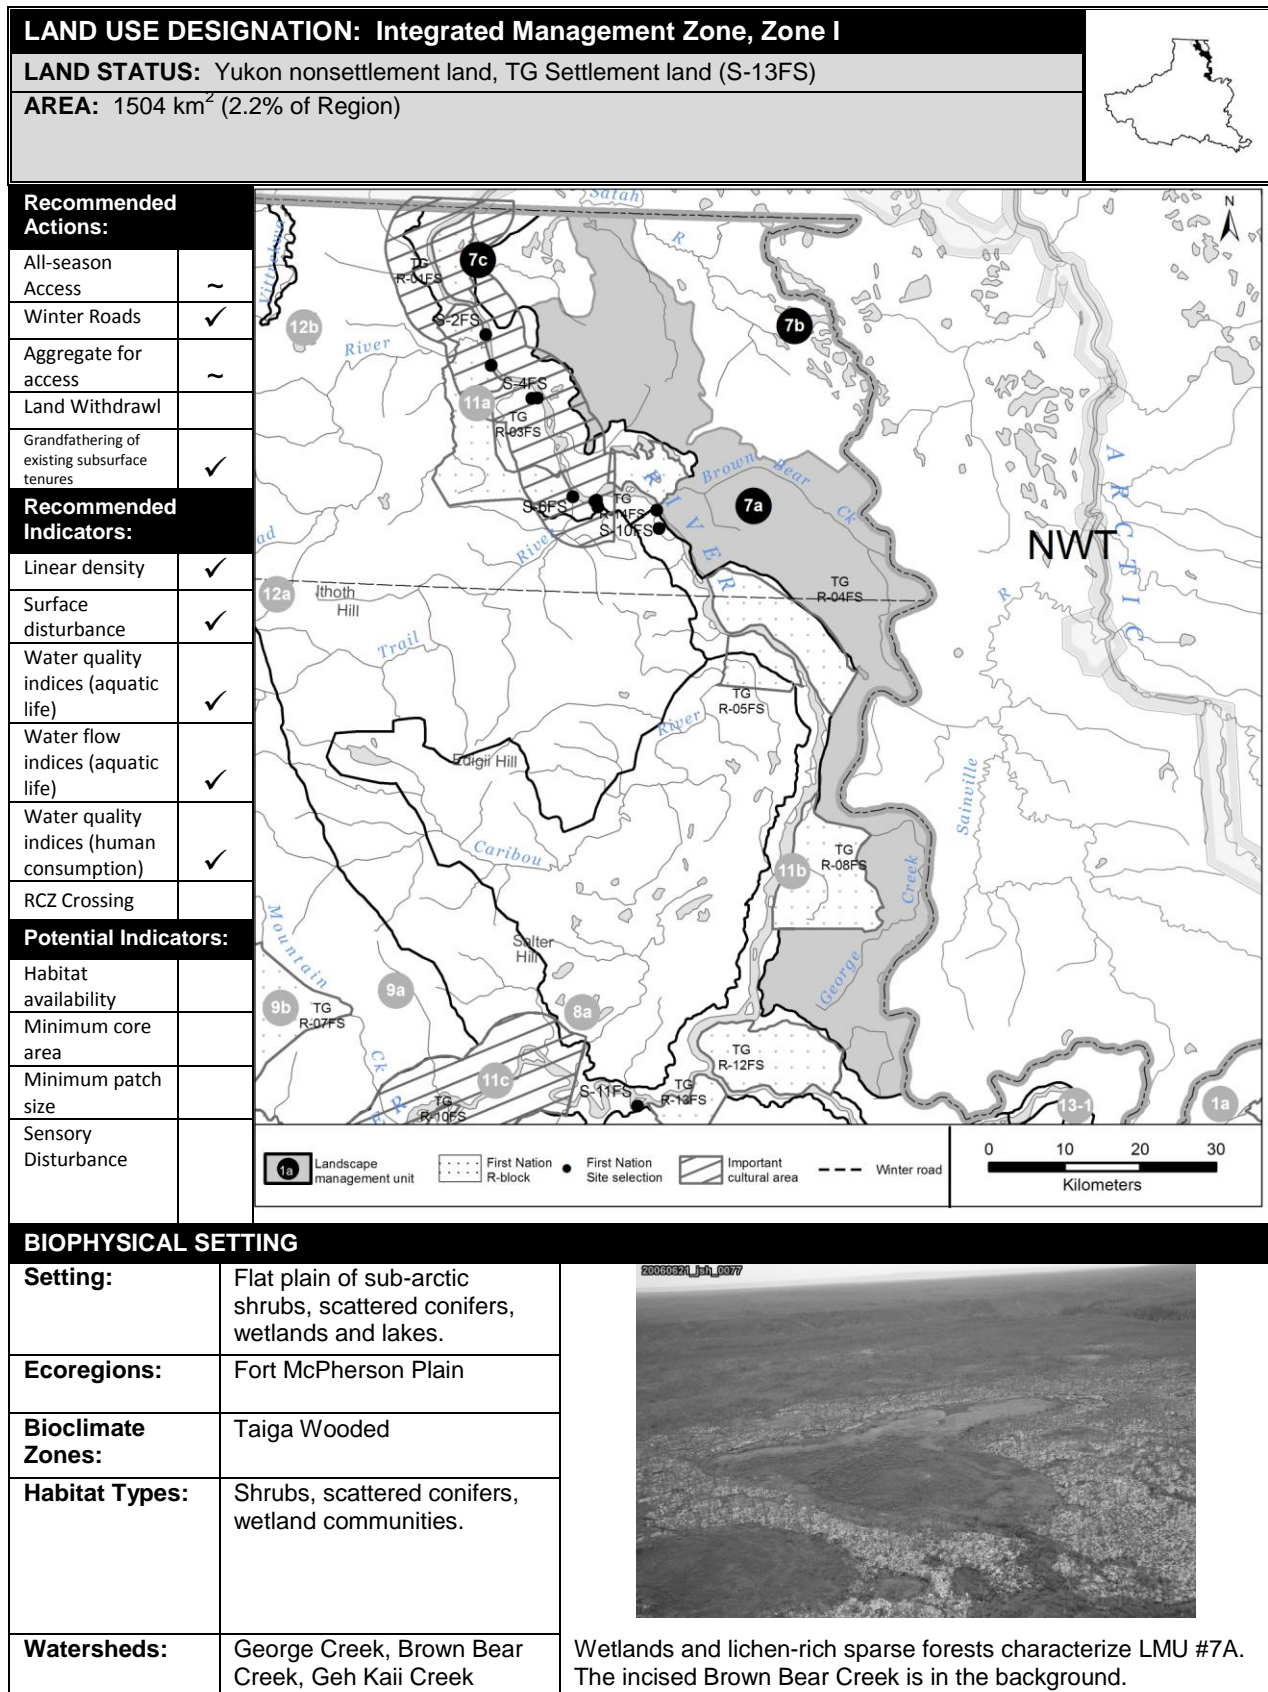 LAND USE DESIGNATION: Integrated Management Zone, Zone I
LAND STATUS: Yukon nonsettlement land, TG Settlement land (S-13FS)
AREA: 1504 km2 (2.2% of Region)
Recommended
Actions:
All-season
Access ~
Winter Roads ✓
Aggregate for
access ~
Land Withdrawl
Grandfathering of
existing subsurface
tenures ✓
Recommended
Indicators:
Linear density ✓
Surface
disturbance ✓
Water quality
indices (aquatic
life) ✓
Water flow
indices (aquatic
life) ✓
Water quality
indices (human
consumption) ✓
RCZ Crossing
Potential Indicators:
Habitat
availability
Minimum core
area
Minimum patch
size
Sensory
Disturbance
Satah
R
N
Vittrekwa
7c
TG
R-01FS
12b
River
S-2FS
7b
S-4FS
11a
TG
R-03FS
ARCTIC
Brown Bear
Ck
7a
RIVER
S-6FS
TG
R-14FS
S-10FS
River
NWT
TG
R-04FS
R
12a
Ithoth
Hill
Trail
TG
R-05FS
River
Edigii Hill
Sainville
Caribou
TG
R-08FS
11b
Creek
George
Mountain
Salter
Hill
9a
9b
TG
R-07FS
8a
Ck
TG
R-12FS
11c
S-11FS
TG
R-13FS
TG
R-10FS
ER
13-1
1a
1a Landscape
management unit
First Nation
R-block
First Nation
Site selection
Important
cultural area
Winter road
0 10 20 30
Kilometers
BIOPHYSICAL SETTING
Setting: Flat plain of sub-arctic
shrubs, scattered conifers,
wetlands and lakes.
Ecoregions: Fort McPherson Plain
Bioclimate
Zones: Taiga Wooded
Habitat Types: Shrubs, scattered conifers,
wetland communities.
Watersheds: George Creek, Brown Bear
Creek, Geh Kaii Creek
20060621_jsh_0077
Wetlands and lichen-rich sparse forests characterize LMU #7A.
The incised Brown Bear Creek is in the background.